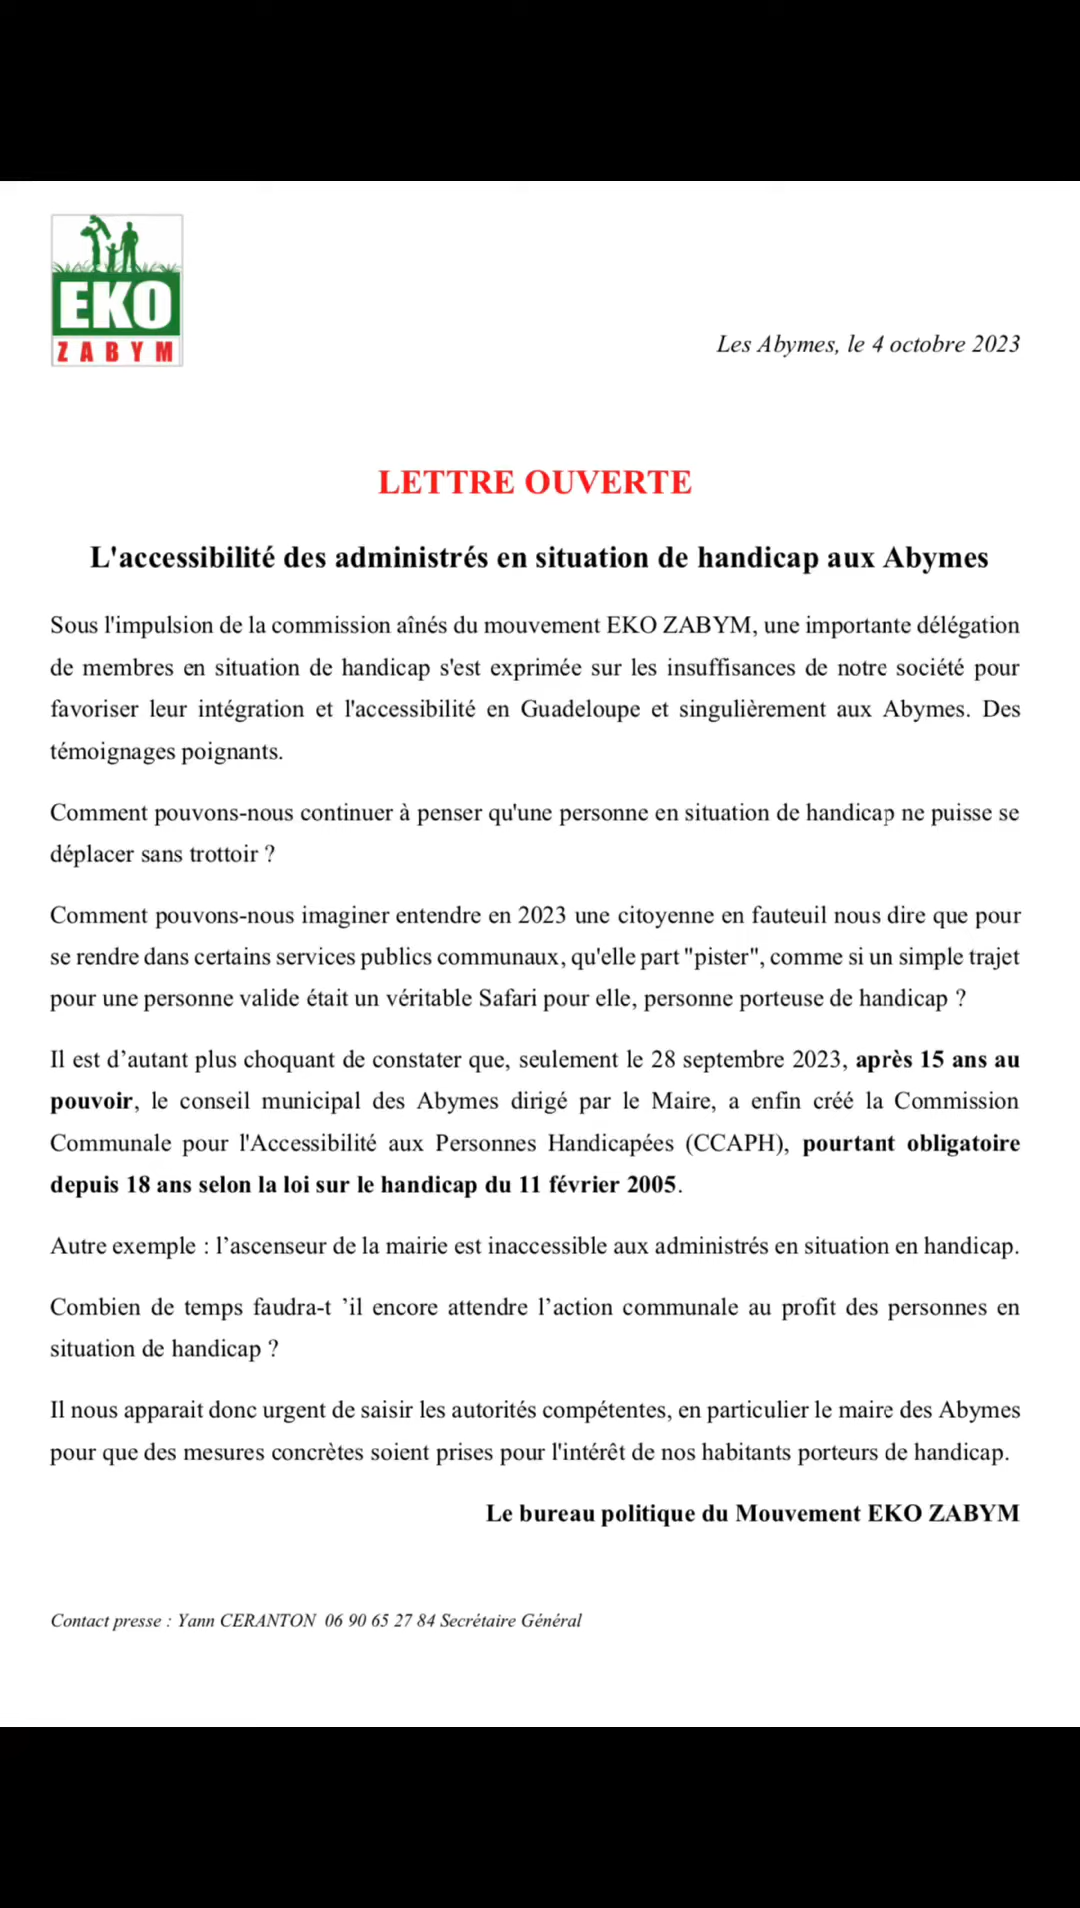 EKO
ZABYM
Les Abymes, le 4 octobre 2023
LETTRE OUVERTE
L'accessibilité des administrés en situation de handicap aux Abymes
Sous l'impulsion de la commission aînés du mouvement EKO ZABYM, une importante délégation
de membres en situation de handicap s'est exprimée sur les insuffisances de notre société pour
favoriser leur intégration et l'accessibilité en Guadeloupe et singulièrement aux Abymes. Des
témoignages poignants.
Comment pouvons-nous continuer à penser qu'une personne en situation de handicap ne puisse se
déplacer sans trottoir ?
Comment pouvons-nous imaginer entendre en 2023 une citoyenne en fauteuil nous dire que pour
se rendre dans certains services publics communaux, qu'elle part "pister", comme si un simple trajet
pour une personne valide était un véritable Safari pour elle, personne porteuse de handicap ?
Il est d’autant plus choquant de constater que, seulement le 28 septembre 2023, après 15 ans au
pouvoir, le conseil municipal des Abymes dirigé par le Maire, a enfin créé la Commission
Communale pour l'Accessibilité aux Personnes Handicapées (CCAPH), pourtant obligatoire
depuis 18 ans selon la loi sur le handicap du 11 février 2005.
Autre exemple : l’ascenseur de la mairie est inaccessible aux administrés en situation en handicap.
Combien de temps faudra-t ’il encore attendre l’action communale au profit des personnes en
situation de handicap ?
Il nous apparait donc urgent de saisir les autorités compétentes, en particulier le maire des Abymes
pour que des mesures concrètes soient prises pour l'intérêt de nos habitants porteurs de handicap.
Le bureau politique du Mouvement EKO ZABYM
Contact presse : Yann CERANTON 06 90 65 27 84 Secrétaire Général